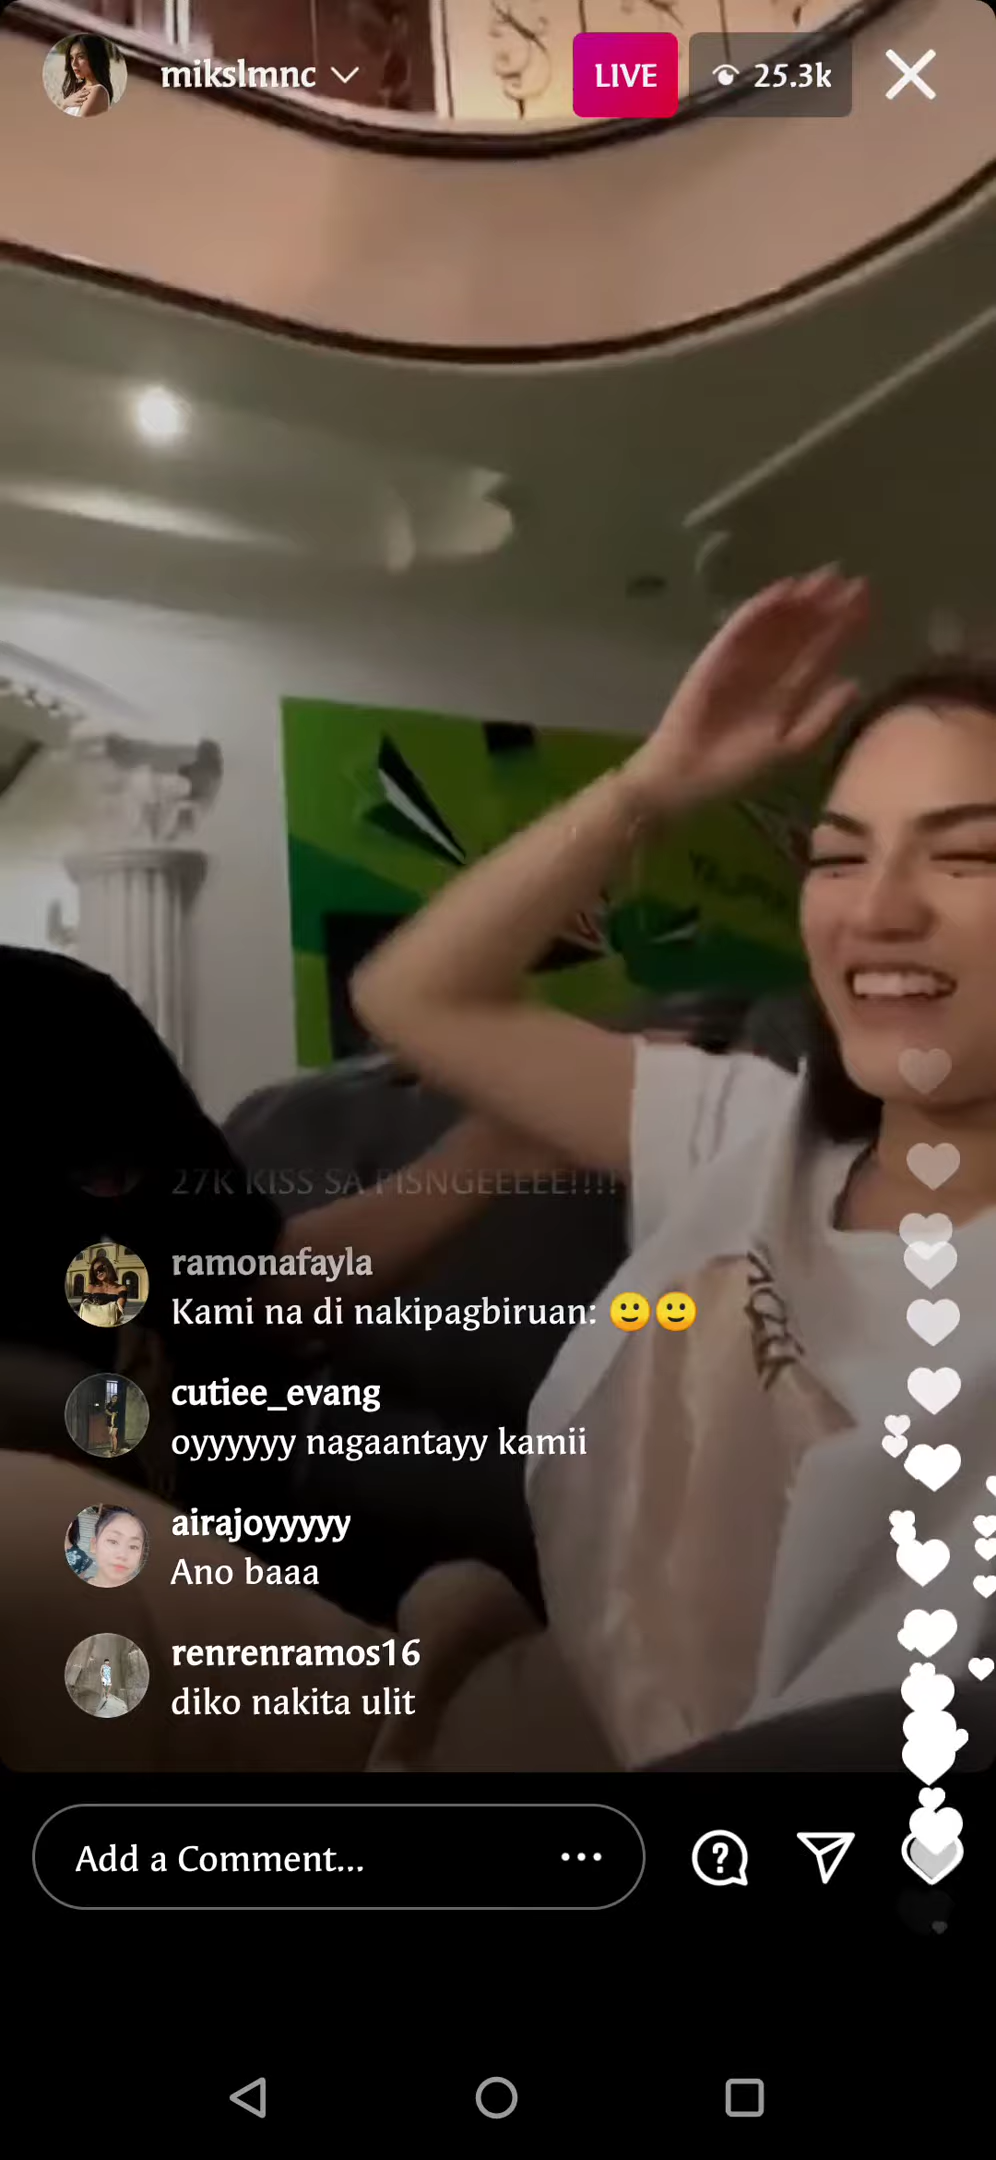 mikslmnc
LIVE
25.3k
27K KISS SA PISNGEEEEE!!!!
ramonafayla
Kami na di nakipagbiruan: 🙂🙂
cutiee_evang
oyyyyyy nagaantayy kamii
airajoyyyyy
Ano baaa
renrenramos16
diko nakita ulit
Add a Comment...